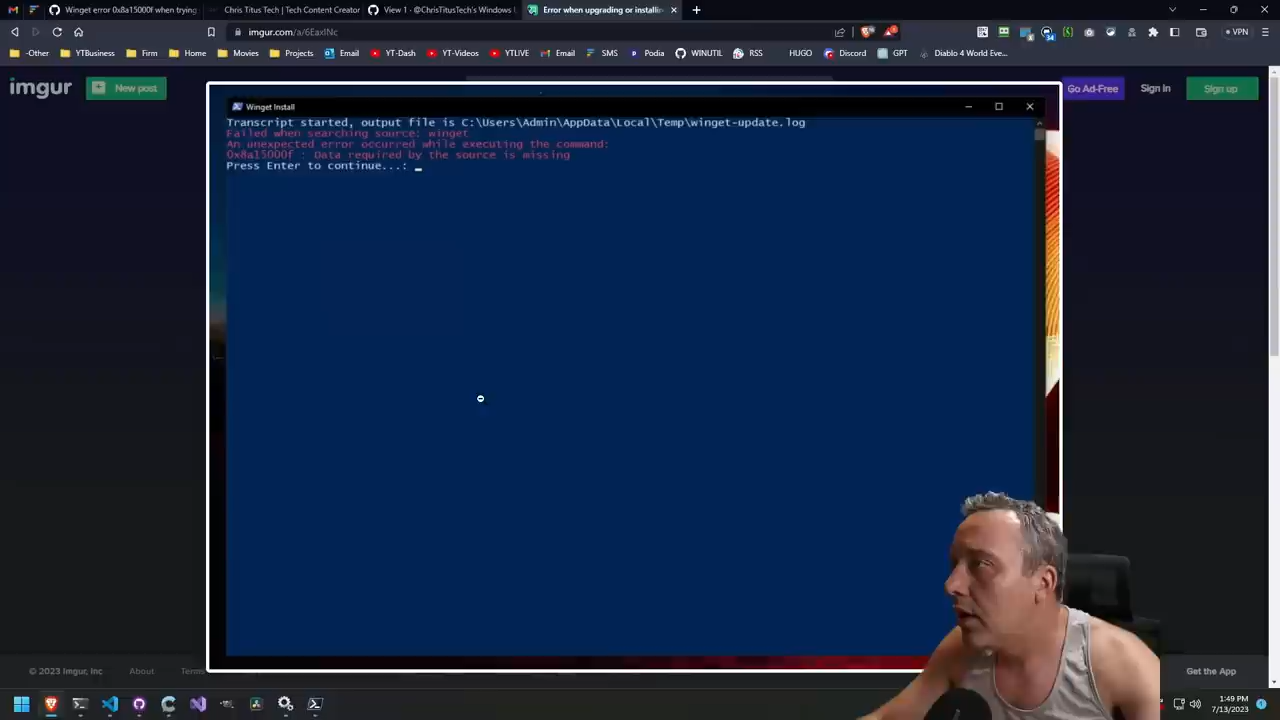 Winget error 0x8a15000f when trying
Chris Titus Tech | Tech Content Creator
View 1 · @ChrisTitusTech's Windows
Error when upgrading or installin
imgur.com/a/6EaxINc
VPN
-Other
YTBusiness
Firm
Home
Movies
Projects
Email
YT-Dash
YT-Videos
YTLIVE
Email
SMS
Podia
WINUTIL
RSS
HUGO
Discord
GPT
Diablo 4 World Eve...
imgur
New post
Go Ad-Free
Sign in
Sign up
Winget Install
Transcript started, output file is C:\Users\Admin\AppData\Local\Temp\winget-update.log
Failed when searching source: winget
An unexpected error occurred while executing the command:
0x8a15000f : Data required by the source is missing
Press Enter to continue...: _
© 2023 Imgur, Inc
About
Terms
Get the App
1:49 PM
7/13/2023